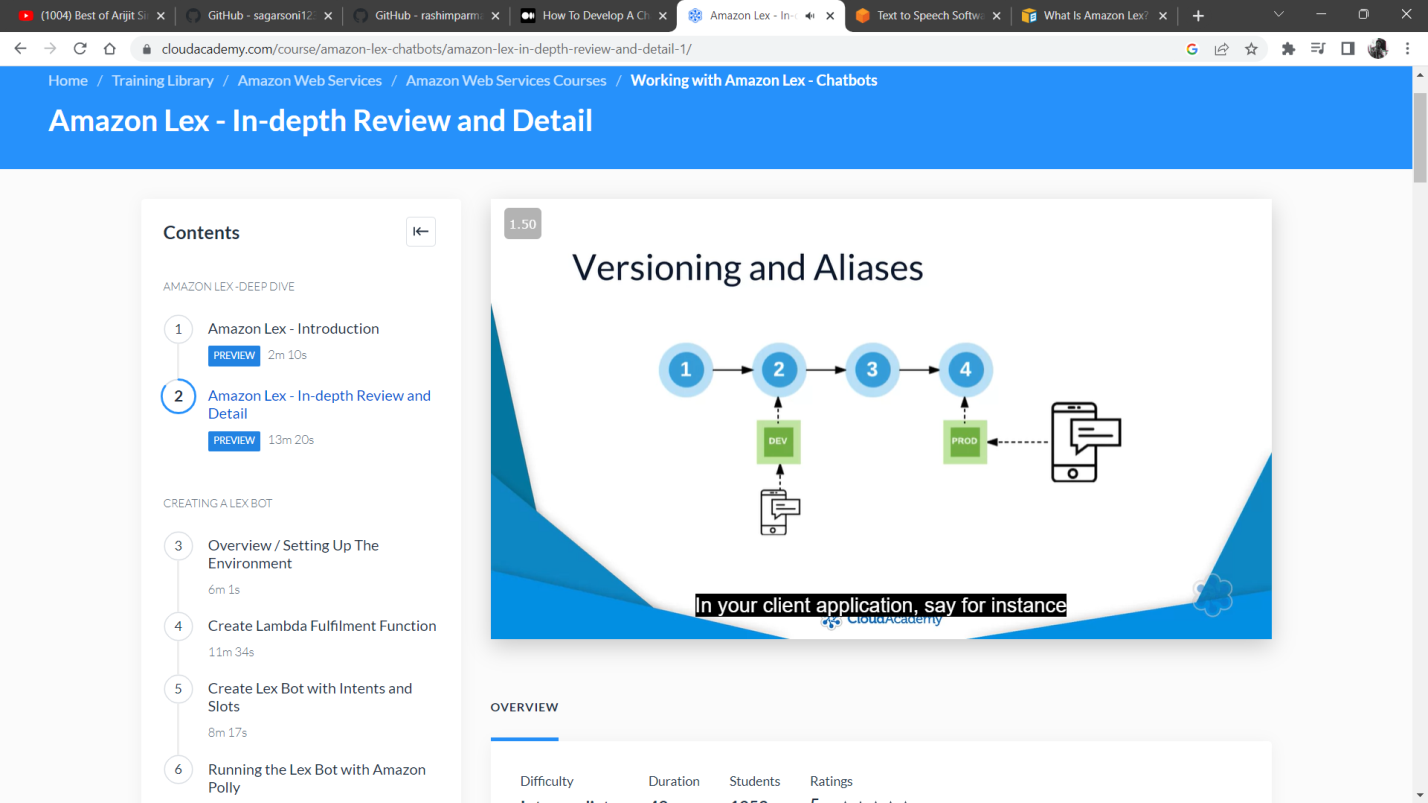 (1004) Best of Arijit Si
GitHub - sagarsoni123
GitHub - rashimparma
How To Develop A Ch
Amazon Lex - In-
Text to Speech Softwa
What Is Amazon Lex?
cloudacademy.com/course/amazon-lex-chatbots/amazon-lex-in-depth-review-and-detail-1/
Home / Training Library / Amazon Web Services / Amazon Web Services Courses / Working with Amazon Lex - Chatbots
Amazon Lex - In-depth Review and Detail
Contents
AMAZON LEX -DEEP DIVE
1 Amazon Lex - Introduction
PREVIEW 2m 10s
2 Amazon Lex - In-depth Review and
Detail
PREVIEW 13m 20s
CREATING A LEX BOT
3 Overview / Setting Up The
Environment
6m 1s
4 Create Lambda Fulfilment Function
11m 34s
5 Create Lex Bot with Intents and
Slots
8m 17s
6 Running the Lex Bot with Amazon
Polly
1.50
Versioning and Aliases
1 2 3 4
DEV PROD
In your client application, say for instance
CloudAcademy
OVERVIEW
Difficulty Duration Students Ratings